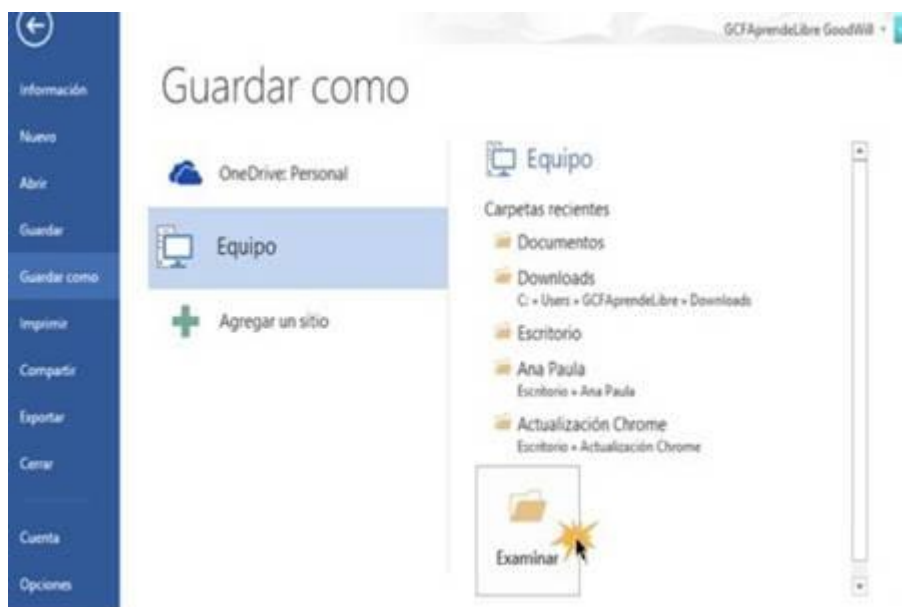 GCFAprendeLibre GoodWill
Guardar como
Información
Nuevo
Abrir
Guardar
Guardar como
Imprimir
Compartir
Exportar
Cerrar
Cuenta
Opciones
OneDrive: Personal
Equipo
Agregar un sitio
Equipo
Carpetas recientes
Documentos
Downloads
C: » Users » GCFAprendeLibre » Downloads
Escritorio
Ana Paula
Escritorio » Ana Paula
Actualización Chrome
Escritorio » Actualización Chrome
Examinar